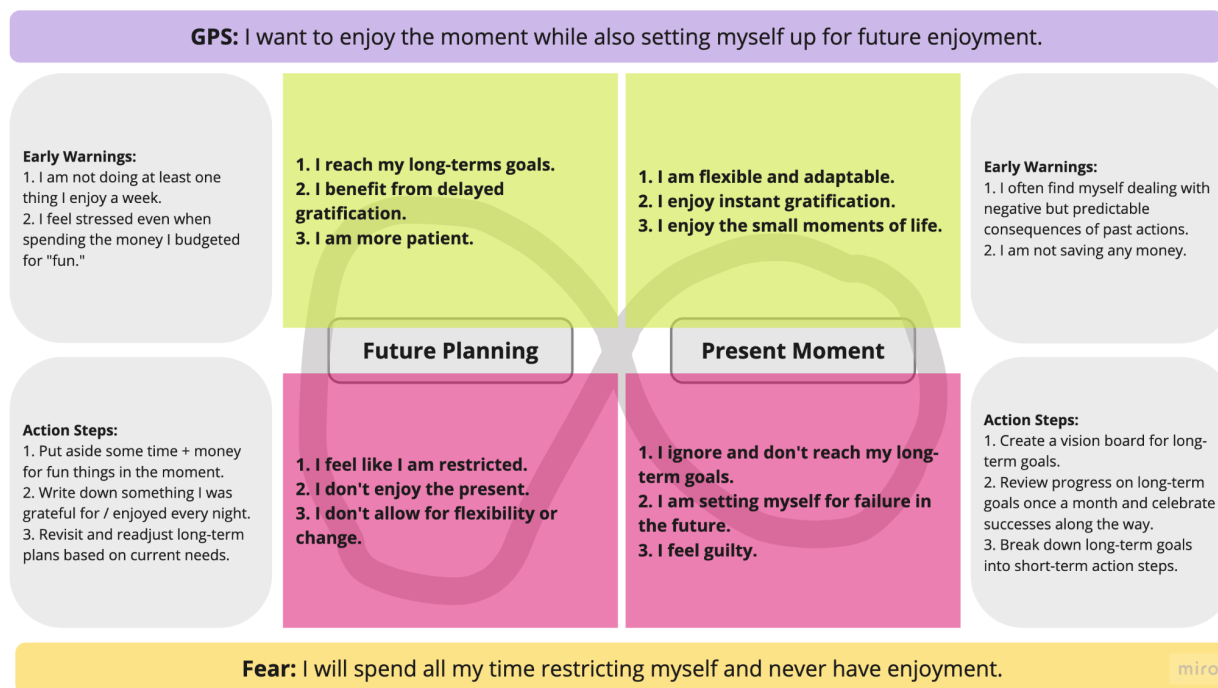 GPS: I want to enjoy the moment while also setting myself up for future enjoyment.
Early Warnings:
1. I am not doing at least one
thing I enjoy a week.
2. I feel stressed even when
spending the money I budgeted
for "fun."
1. I reach my long-terms goals.
2. I benefit from delayed
gratification.
3. I am more patient.
1. I am flexible and adaptable.
2. I enjoy instant gratification.
3. I enjoy the small moments of life.
Early Warnings:
1. I often find myself dealing with
negative but predictable
consequences of past actions.
2. I am not saving any money.
Future Planning
Present Moment
Action Steps:
1. Put aside some time + money
for fun things in the moment.
2. Write down something I was
grateful for / enjoyed every night.
3. Revisit and readjust long-term
plans based on current needs.
1. I feel like I am restricted.
2. I don't enjoy the present.
3. I don't allow for flexibility or
change.
1. I ignore and don't reach my long-
term goals.
2. I am setting myself for failure in
the future.
3. I feel guilty.
Action Steps:
1. Create a vision board for long-
term goals.
2. Review progress on long-term
goals once a month and celebrate
successes along the way.
3. Break down long-term goals
into short-term action steps.
Fear: I will spend all my time restricting myself and never have enjoyment.
miro